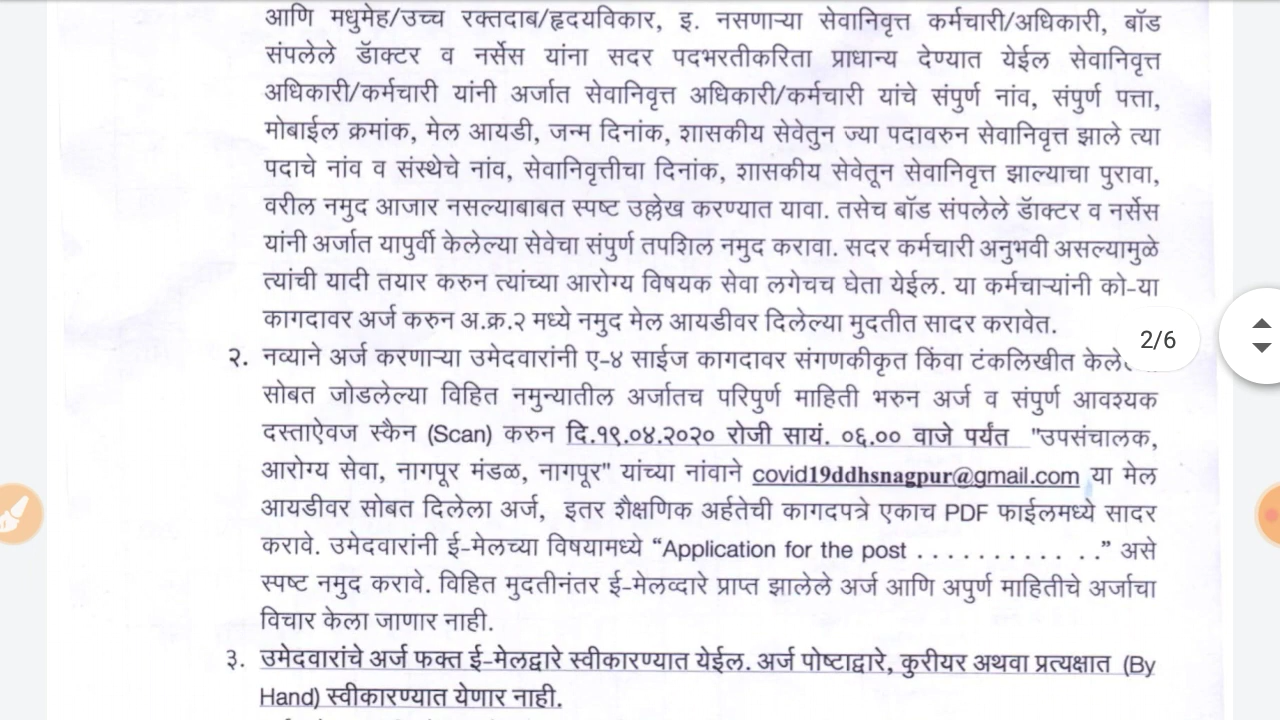 आणि मधुमेह/उच्च रक्तदाब/हृदयविकार, इ. नसणाऱ्या सेवानिवृत्त कर्मचारी/अधिकारी, बॉड
संपलेले डॅाक्टर व नर्सेस यांना सदर पदभरतीकरिता प्राधान्य देण्यात येईल सेवानिवृत्त
अधिकारी/कर्मचारी यांनी अर्जात सेवानिवृत्त अधिकारी/कर्मचारी यांचे संपुर्ण नांव, संपुर्ण पत्ता,
मोबाईल क्रमांक, मेल आयडी, जन्म दिनांक, शासकीय सेवेतुन ज्या पदावरुन सेवानिवृत्त झाले त्या
पदाचे नांव व संस्थेचे नांव, सेवानिवृत्तीचा दिनांक, शासकीय सेवेतून सेवानिवृत्त झाल्याचा पुरावा,
वरील नमुद आजार नसल्याबाबत स्पष्ट उल्लेख करण्यात यावा. तसेच बॉड संपलेले डॅाक्टर व नर्सेस
यांनी अर्जात यापुर्वी केलेल्या सेवेचा संपुर्ण तपशिल नमुद करावा. सदर कर्मचारी अनुभवी असल्यामुळे
त्यांची यादी तयार करुन त्यांच्या आरोग्य विषयक सेवा लगेचच घेता येईल. या कर्मचाऱ्यांनी को-या
कागदावर अर्ज करुन अ.क्र.२ मध्ये नमुद मेल आयडीवर दिलेल्या मुदतीत सादर करावेत.
2/6
२. नव्याने अर्ज करणाऱ्या उमेदवारांनी ए-४ साईज कागदावर संगणकीकृत किंवा टंकलिखीत
सोबत जोडलेल्या विहित नमुन्यातील अर्जातच परिपुर्ण माहिती भरुन अर्ज व संपुर्ण आवश्यक
दस्ताऐवज स्कैन (Scan) करुन दि.१९.०४.२०२० रोजी सायं. ०६.०० वाजे पर्यंत "उपसंचालक,
आरोग्य सेवा, नागपूर मंडळ, नागपूर" यांच्या नांवाने covid19ddhsnagpur@gmail.com या मेल
आयडीवर सोबत दिलेला अर्ज, इतर शैक्षणिक अर्हतेची कागदपत्रे एकाच PDF फाईलमध्ये सादर
करावे. उमेदवारांनी ई-मेलच्या विषयामध्ये “Application for the post . . . . . . . . . . . ..” असे
स्पष्ट नमुद करावे. विहित मुदतीनंतर ई-मेलव्दारे प्राप्त झालेले अर्ज आणि अपुर्ण माहितीचे अर्जाचा
विचार केला जाणार नाही.
३. उमेदवारांचे अर्ज फक्त ई-मेलद्वारे स्वीकारण्यात येईल. अर्ज पोष्टाद्वारे, कुरीयर अथवा प्रत्यक्षात (By
Hand) स्वीकारण्यात येणार नाही.